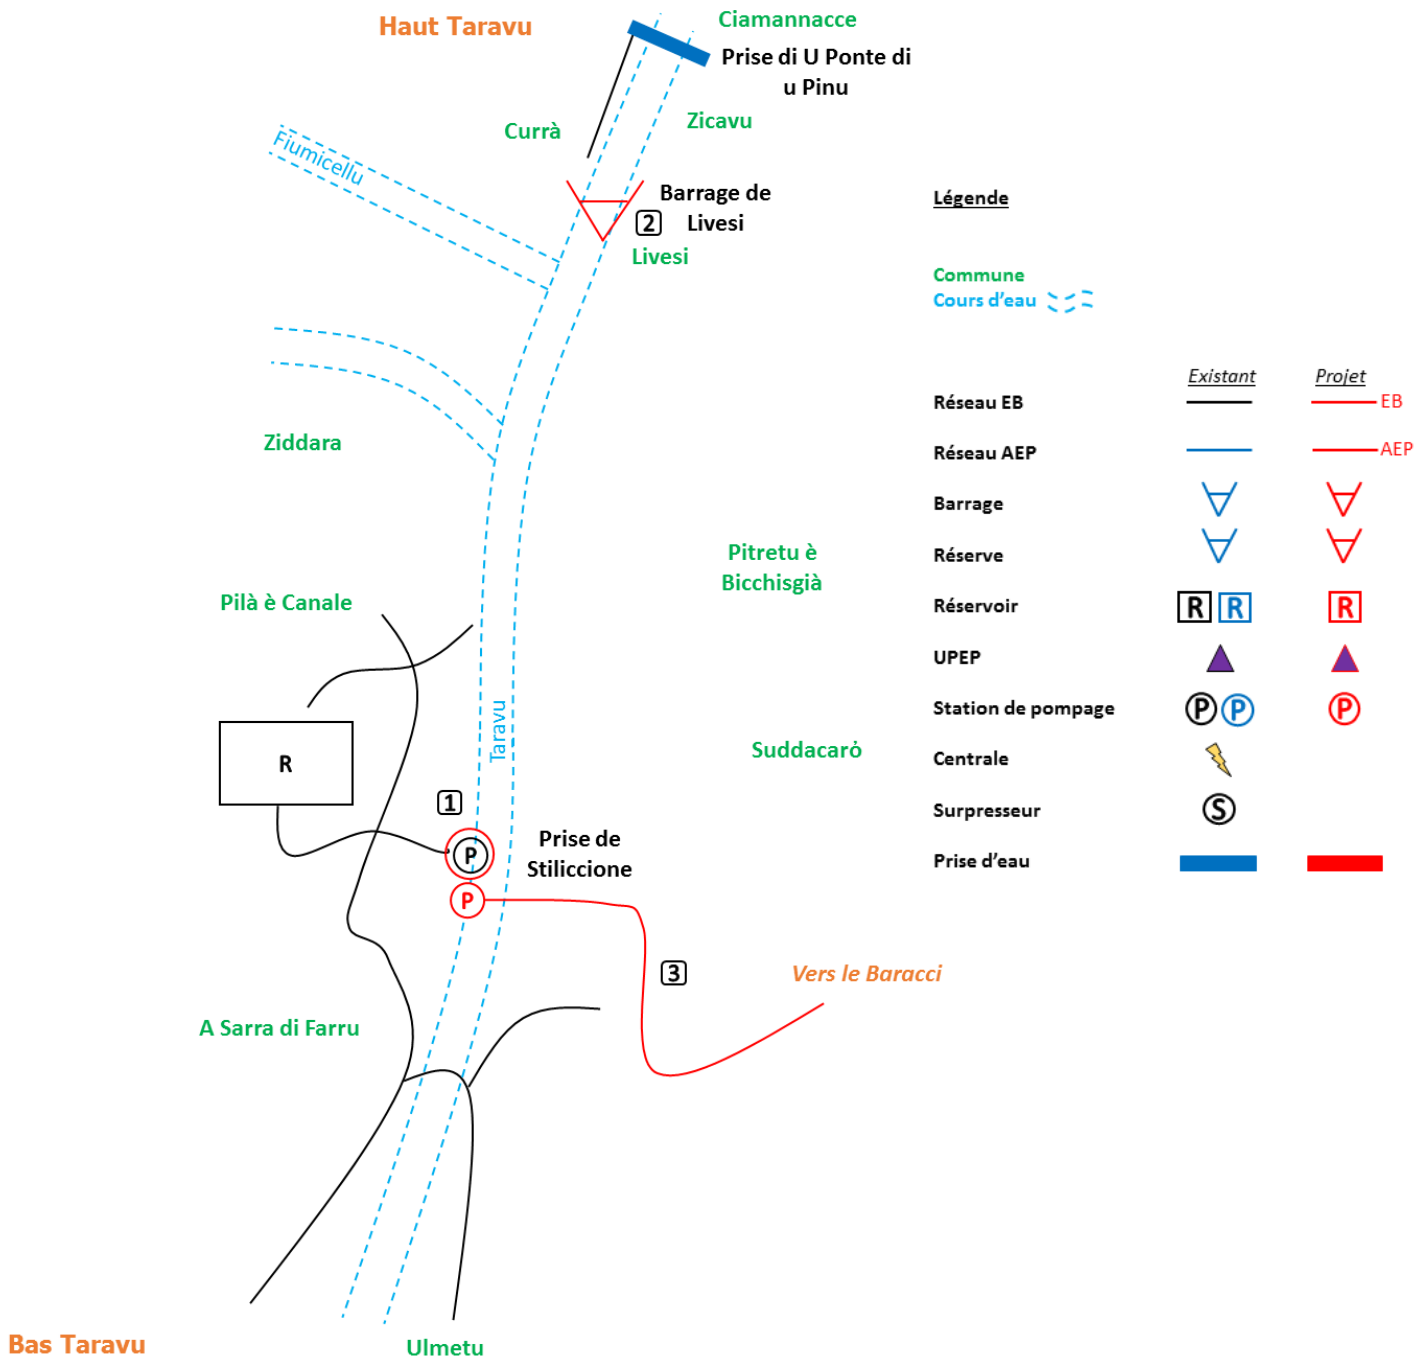 Haut Taravu
Ciamannacce
Prise di U Ponte di
u Pinu
Zicavu
Currà
Fiumicellu
Barrage de
Livesi
2
Livesi
Ziddara
Pitretu è
Bicchisgià
Pilà è Canale
Taravu
R
Suddacarò
1
P
Prise de
Stiliccione
P
3
Vers le Baracci
A Sarra di Farru
Bas Taravu
Ulmetu
Légende
Commune
Cours d'eau
Existant Projet
Réseau EB EB
Réseau AEP AEP
Barrage
Réserve
Réservoir R R R
UPEP
Station de pompage P P P
Centrale
Surpresseur S
Prise d'eau